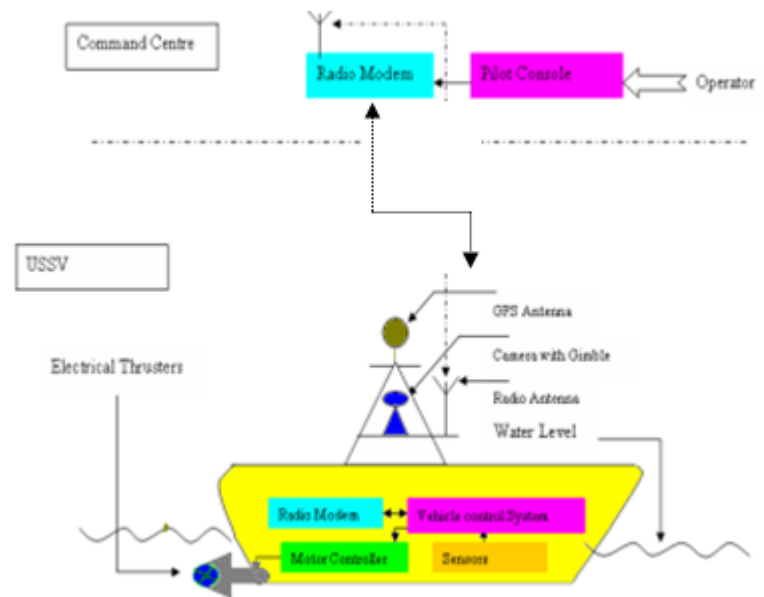 Command Centre
Radio Modem
Pilot Console
Operator
USSV
GPS Antenna
Camera with Gimble
Electrical Thrusters
Radio Antenna
Water Level
Radio Modem
Vehicle control System
Motor Controller
Sensors